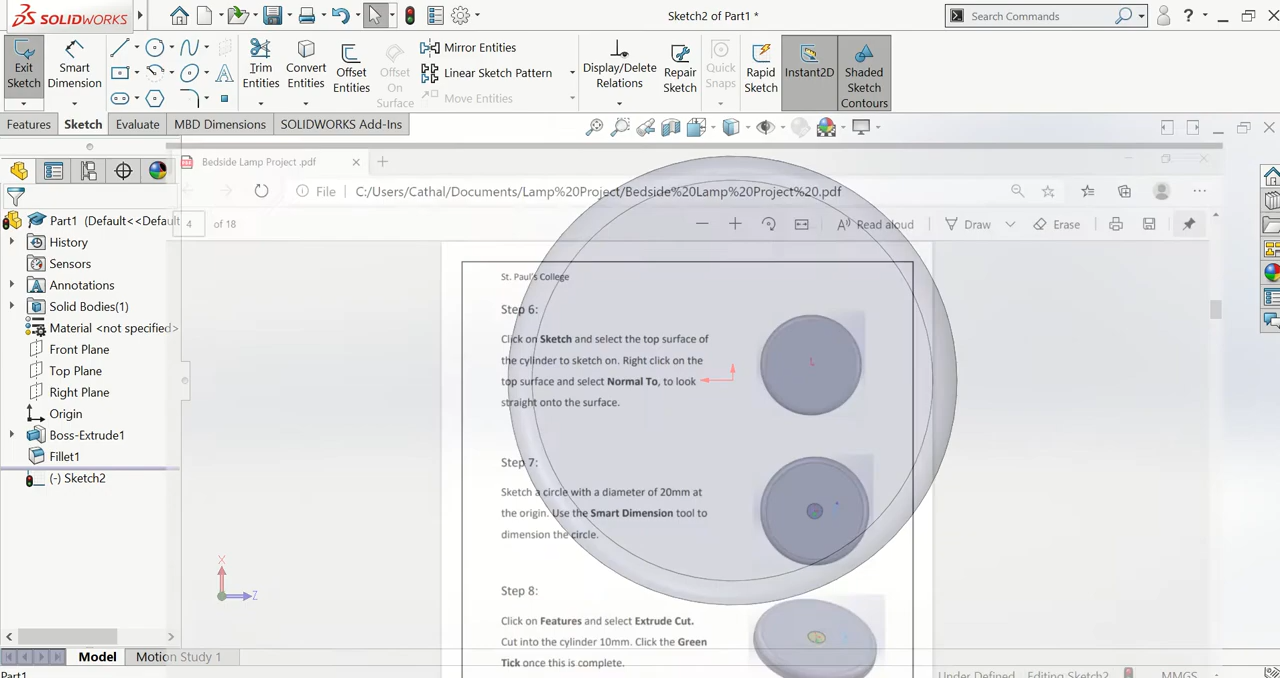 SOLIDWORKS
Sketch2 of Part1 *
Search Commands
?
Exit Sketch
Smart Dimension
Trim Entities
Convert Entities
Offset Entities
Offset On Surface
Mirror Entities
Linear Sketch Pattern
Move Entities
Display/Delete Relations
Repair Sketch
Quick Snaps
Rapid Sketch
Instant2D
Shaded Sketch Contours
Features
Sketch
Evaluate
MBD Dimensions
SOLIDWORKS Add-Ins
Bedside Lamp Project .pdf
File
C:/Users/Cathal/Documents/Lamp%20Project/Bedside%20Lamp%20Project%20.pdf
4 of 18
Read aloud
Draw
Erase
Part1 (Default<<Default
History
Sensors
Annotations
Solid Bodies(1)
Material <not specified>
Front Plane
Top Plane
Right Plane
Origin
Boss-Extrude1
Fillet1
(-) Sketch2
St. Paul's College
Step 6:
Click on Sketch and select the top surface of
the cylinder to sketch on. Right click on the
top surface and select Normal To, to look
straight onto the surface.
Step 7:
Sketch a circle with a diameter of 20mm at
the origin. Use the Smart Dimension tool to
dimension the circle.
Step 8:
Click on Features and select Extrude Cut.
Cut into the cylinder 10mm. Click the Green
Tick once this is complete.
X
Z
Model
Motion Study 1
Part1
Under Defined
Editing Sketch2
MMGS